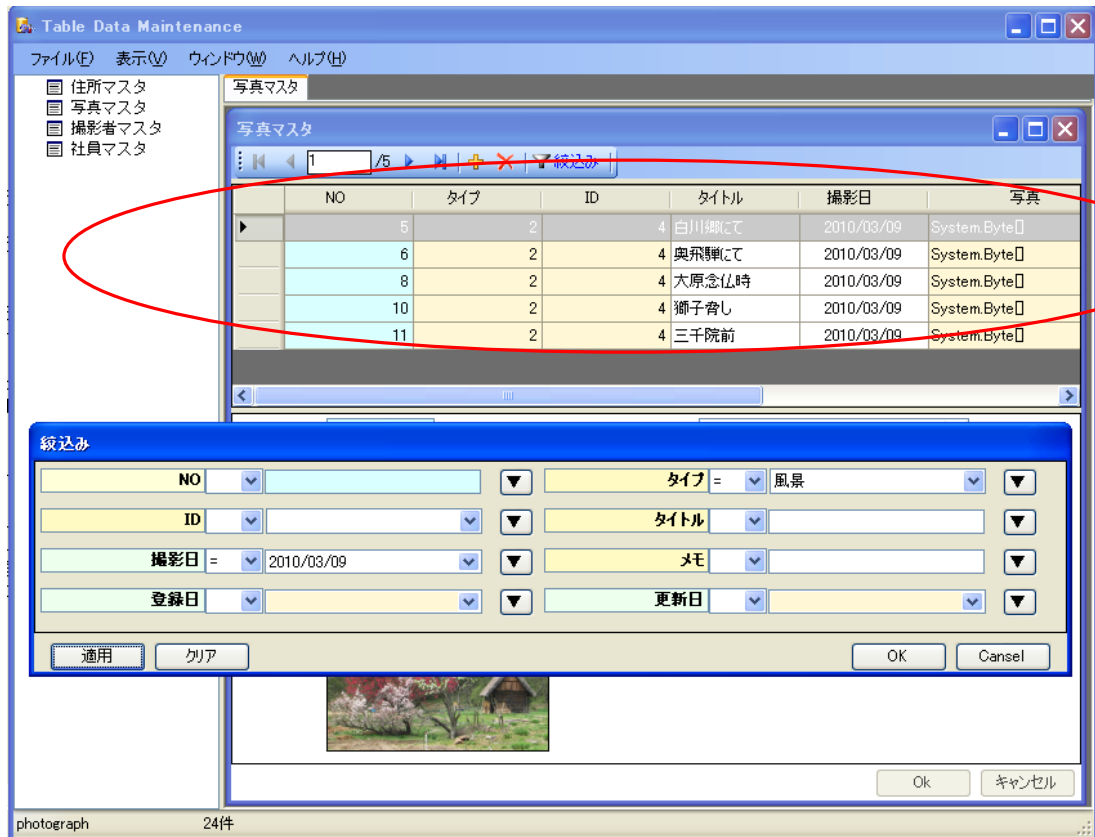 Table Data Maintenance
ファイル(F) 表示(V) ウィンドウ(W) ヘルプ(H)
住所マスタ
写真マスタ
撮影者マスタ
社員マスタ
写真マスタ
写真マスタ
1 /5 絞込み
NO タイプ ID タイトル 撮影日 写真
5 2 4 白川郷にて 2010/03/09 System.Byte[]
6 2 4 奥飛騨にて 2010/03/09 System.Byte[]
8 2 4 大原念仏時 2010/03/09 System.Byte[]
10 2 4 獅子脅し 2010/03/09 System.Byte[]
11 2 4 三千院前 2010/03/09 System.Byte[]
絞込み
NO タイプ = 風景
ID タイトル
撮影日 = 2010/03/09 メモ
登録日 更新日
適用 クリア OK Cansel
Ok キャンセル
photograph 24件